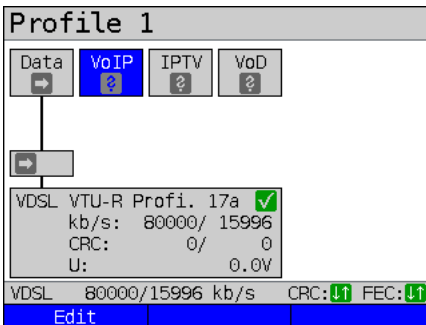 Profile 1
Data VoIP IPTV VoD
? ? ?
VDSL VTU-R Profi. 17a
kb/s: 80000/ 15996
CRC: 0/ 0
U: 0.0V
VDSL 80000/15996 kb/s CRC: FEC:
Edit